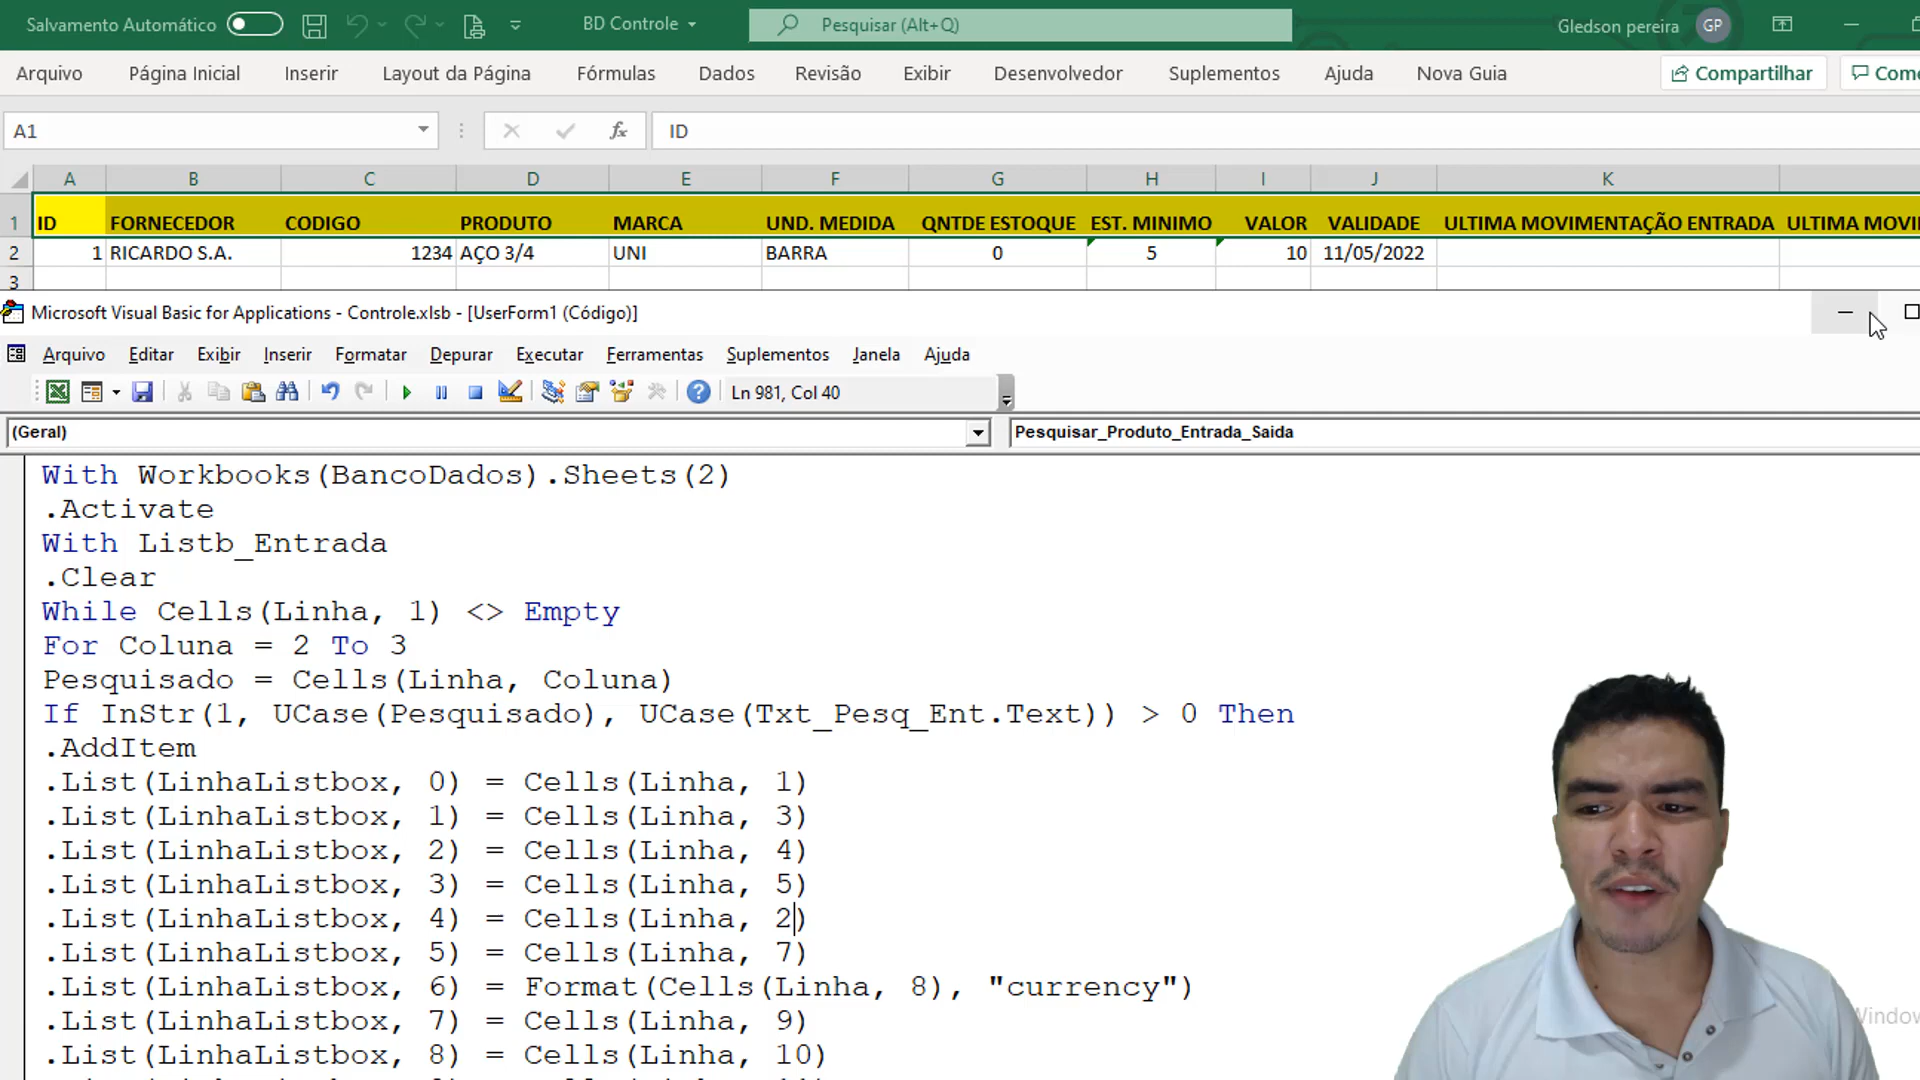 Salvamento Automático
BD Controle
Pesquisar (Alt+Q)
Gledson pereira
GP
Arquivo Página Inicial Inserir Layout da Página Fórmulas Dados Revisão Exibir Desenvolvedor Suplementos Ajuda Nova Guia
Compartilhar
Come
A1
fx
ID
A B C D E F G H I J K
1 ID FORNECEDOR CODIGO PRODUTO MARCA UND. MEDIDA QNTDE ESTOQUE EST. MINIMO VALOR VALIDADE ULTIMA MOVIMENTAÇÃO ENTRADA ULTIMA MOVI
2 1 RICARDO S.A. 1234 AÇO 3/4 UNI BARRA 0 5 10 11/05/2022
3
Microsoft Visual Basic for Applications - Controle.xlsb - [UserForm1 (Código)]
Arquivo Editar Exibir Inserir Formatar Depurar Executar Ferramentas Suplementos Janela Ajuda
Ln 981, Col 40
(Geral)
Pesquisar_Produto_Entrada_Saida
With Workbooks(BancoDados).Sheets(2)
.Activate
With Listb_Entrada
.Clear
While Cells(Linha, 1) <> Empty
For Coluna = 2 To 3
Pesquisado = Cells(Linha, Coluna)
If InStr(1, UCase(Pesquisado), UCase(Txt_Pesq_Ent.Text)) > 0 Then
.AddItem
.List(LinhaListbox, 0) = Cells(Linha, 1)
.List(LinhaListbox, 1) = Cells(Linha, 3)
.List(LinhaListbox, 2) = Cells(Linha, 4)
.List(LinhaListbox, 3) = Cells(Linha, 5)
.List(LinhaListbox, 4) = Cells(Linha, 2)
.List(LinhaListbox, 5) = Cells(Linha, 7)
.List(LinhaListbox, 6) = Format(Cells(Linha, 8), "currency")
.List(LinhaListbox, 7) = Cells(Linha, 9)
.List(LinhaListbox, 8) = Cells(Linha, 10)
Window